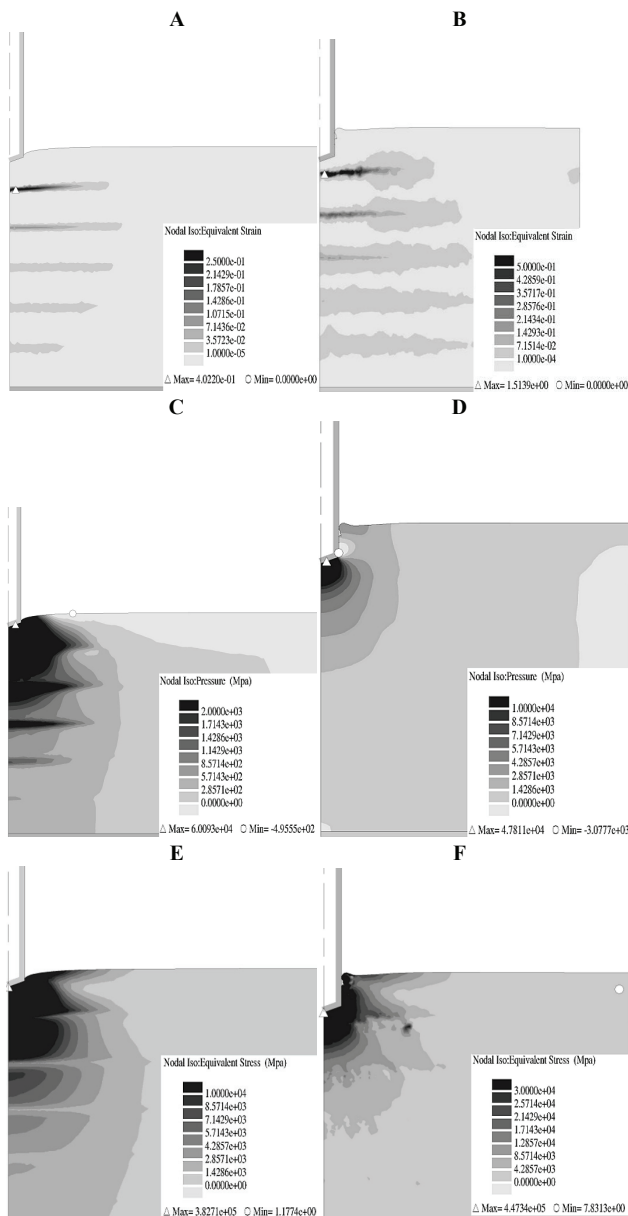 A
B
Nodal Iso:Equivalent Strain
2.5000e-01
2.1429e-01
1.7857e-01
1.4286e-01
1.0715e-01
7.1436e-02
3.5723e-02
1.0000e-05
△ Max= 4.0220e-01 ○ Min= 0.0000e+00
Nodal Iso:Equivalent Strain
5.0000e-01
4.2859e-01
3.5717e-01
2.8576e-01
2.1434e-01
1.4293e-01
7.1514e-02
1.0000e-04
△ Max= 1.5139e+00 ○ Min= 0.0000e+00
C
D
Nodal Iso:Pressure (Mpa)
2.0000e+03
1.7143e+03
1.4286e+03
1.1429e+03
8.5714e+02
5.7143e+02
2.8571e+02
0.0000e+00
△ Max= 6.0093e+04 ○ Min= -4.9555e+02
Nodal Iso:Pressure (Mpa)
1.0000e+04
8.5714e+03
7.1429e+03
5.7143e+03
4.2857e+03
2.8571e+03
1.4286e+03
0.0000e+00
△ Max= 4.7811e+04 ○ Min= -3.0777e+03
E
F
Nodal Iso:Equivalent Stress (Mpa)
1.0000e+04
8.5714e+03
7.1429e+03
5.7143e+03
4.2857e+03
2.8571e+03
1.4286e+03
0.0000e+00
△ Max= 3.8271e+05 ○ Min= 1.1774e+00
Nodal Iso:Equivalent Stress (Mpa)
3.0000e+04
2.5714e+04
2.1429e+04
1.7143e+04
1.2857e+04
8.5714e+03
4.2857e+03
0.0000e+00
△ Max= 4.4734e+05 ○ Min= 7.8313e+00